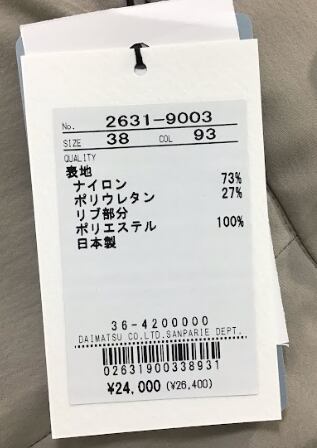 No. 2631-9003
SIZE 38 COL 93
QUALITY
表地
ナイロン 73%
ポリウレタン 27%
リブ部分
ポリエステル 100%
日本製
36-4200000
DAIMATSU CO.LTD.SANPARIE DEPT.
02631900338931
¥24,000 (¥26,400)